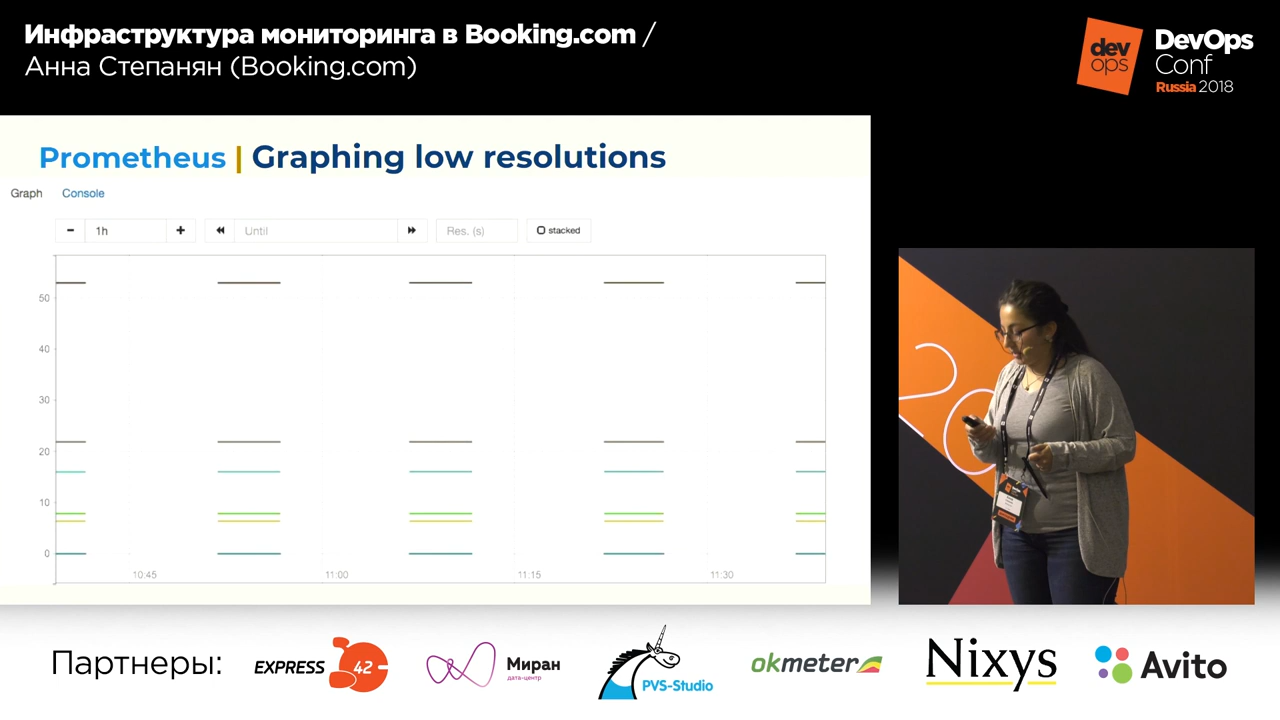 Инфраструктура мониторинга в Booking.com /
Анна Степанян (Booking.com)
dev
ops
DevOps
Conf
Russia 2018
Prometheus | Graphing low resolutions
Graph Console
1h
Until
Res. (s)
stacked
50
40
30
20
10
0
10:45 11:00 11:15 11:30
20
Партнеры:
EXPRESS 42
Миран
дата-центр
PVS-Studio
okmeter
Nixys
Avito